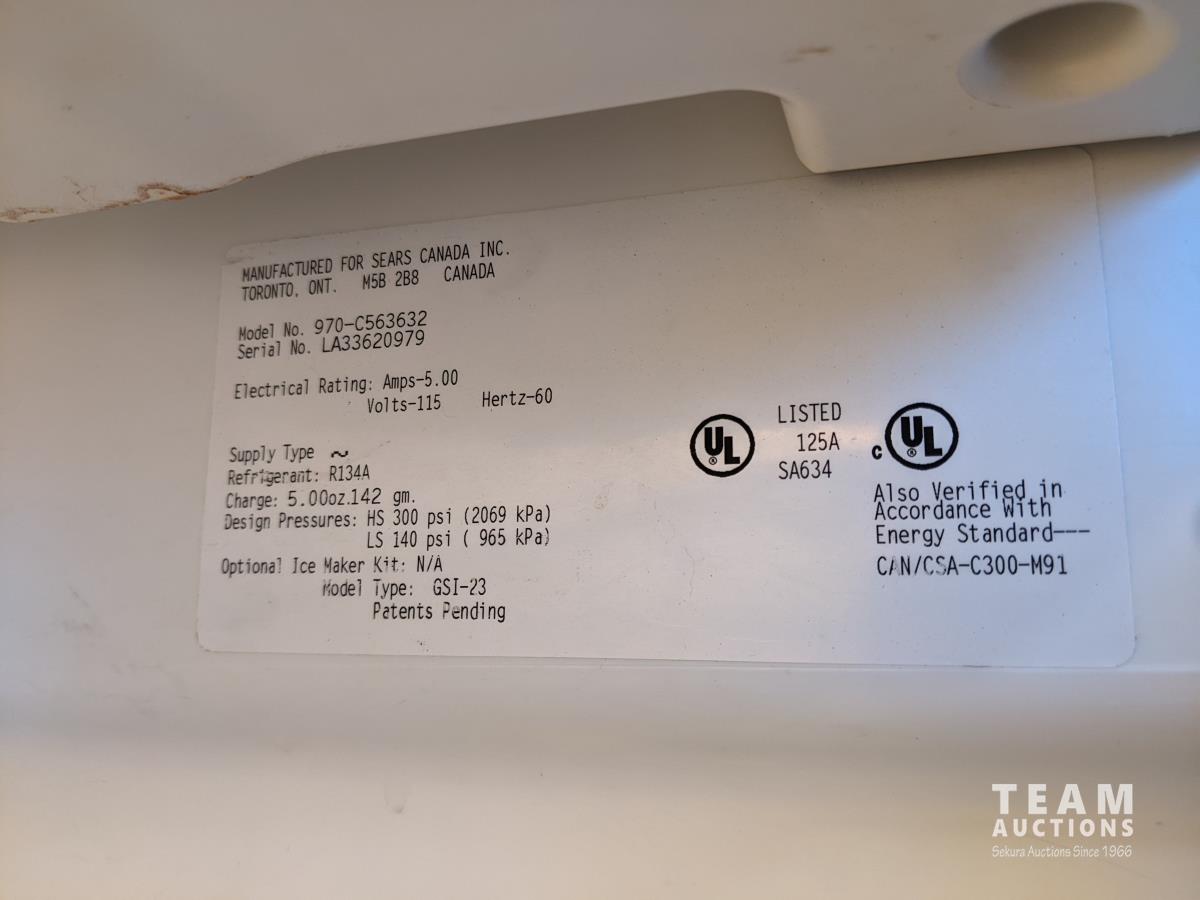 MANUFACTURED FOR SEARS CANADA INC.
TORONTO, ONT. M5B 2B8 CANADA
Model No. 970-C563632
Serial No. LA33620979
Electrical Rating: Amps-5.00
Volts-115 Hertz-60
Supply Type ~
Refrigerant: R134A
Charge: 5.00oz.142 gm.
Design Pressures: HS 300 psi (2069 kPa)
LS 140 psi ( 965 kPa)
Optional Ice Maker Kit: N/A
Model Type: GSI-23
Patents Pending
UL ®
LISTED
125A
SA634
c UL ®
Also Verified in
Accordance With
Energy Standard---
CAN/CSA-C300-M91
TEAM
AUCTIONS
Sekura Auctions Since 1966